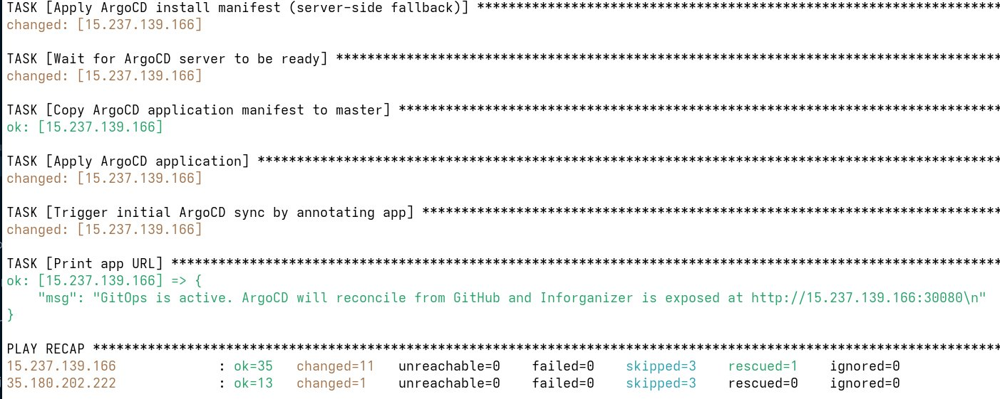 TASK [Apply ArgoCD install manifest (server-side fallback)] *******************************************************************
changed: [15.237.139.166]
TASK [Wait for ArgoCD server to be ready] *************************************************************************************
changed: [15.237.139.166]
TASK [Copy ArgoCD application manifest to master] *****************************************************************************
ok: [15.237.139.166]
TASK [Apply ArgoCD application] ***********************************************************************************************
changed: [15.237.139.166]
TASK [Trigger initial ArgoCD sync by annotating app] **************************************************************************
changed: [15.237.139.166]
TASK [Print app URL] **********************************************************************************************************
ok: [15.237.139.166] => {
    "msg": "GitOps is active. ArgoCD will reconcile from GitHub and Inforganizer is exposed at http://15.237.139.166:30080\n"
}
PLAY RECAP ********************************************************************************************************************
15.237.139.166             : ok=35   changed=11   unreachable=0    failed=0    skipped=3    rescued=1    ignored=0
35.180.202.222             : ok=13   changed=1    unreachable=0    failed=0    skipped=3    rescued=0    ignored=0